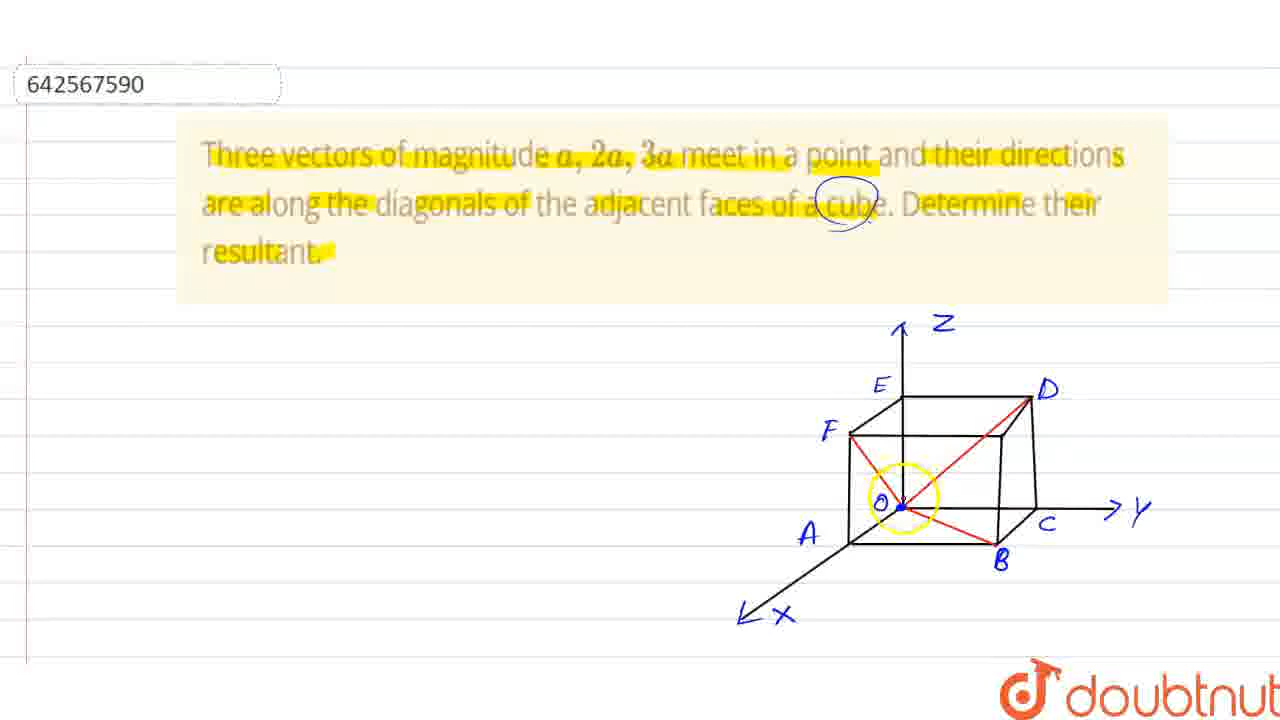 642567590
Three vectors of magnitude a, 2a, 3a meet in a point and their directions
are along the diagonals of the adjacent faces of a cube. Determine their
resultant.
Z
E
D
F
O
Y
A
C
B
X
doubtnut